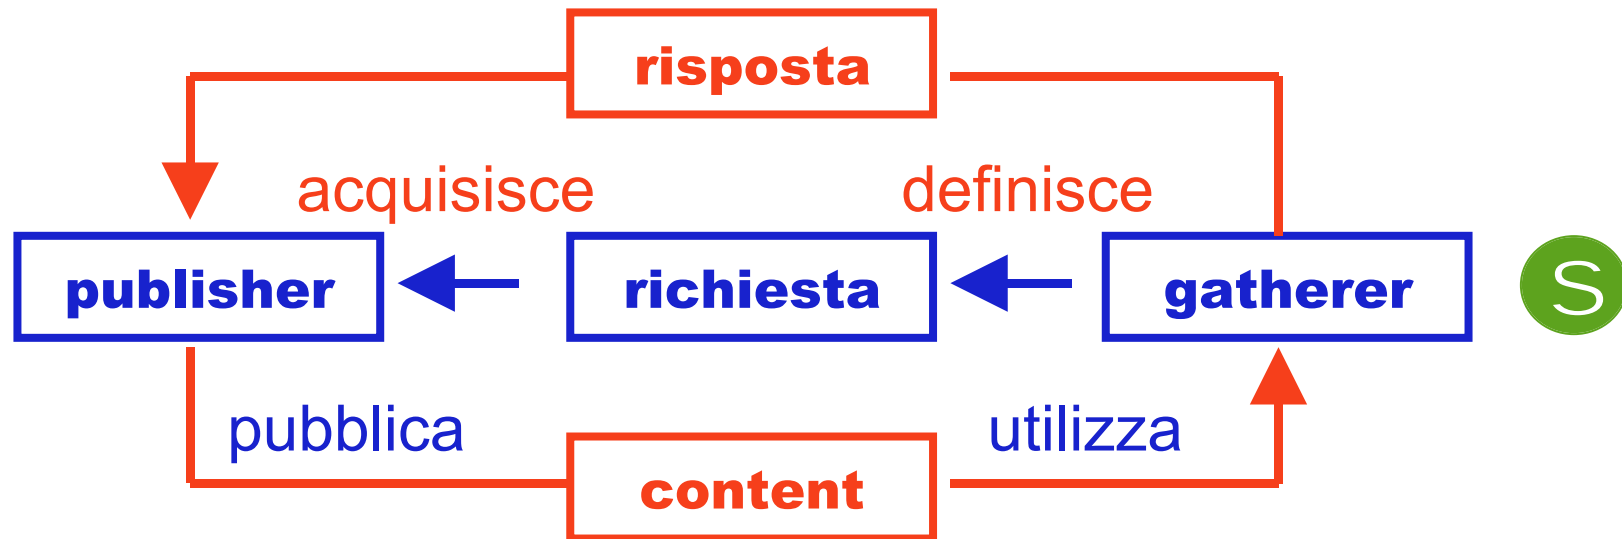 risposta
acquisisce
definisce
publisher
richiesta
gatherer
S
pubblica
utilizza
content